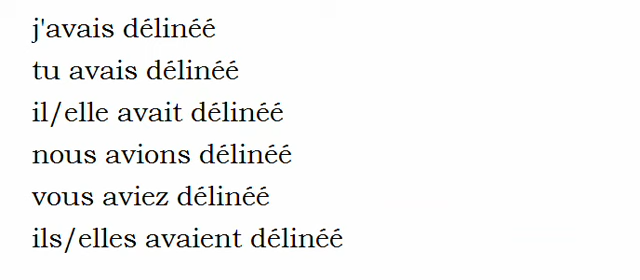 j'avais délinéé
tu avais délinéé
il/elle avait délinéé
nous avions délinéé
vous aviez délinéé
ils/elles avaient délinéé